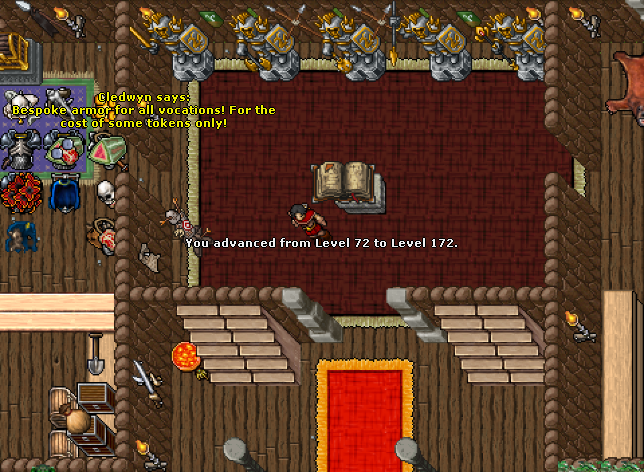 Cledwyn says:
Bespoke armor for all vocations! For the
cost of some tokens only!
You advanced from Level 72 to Level 172.